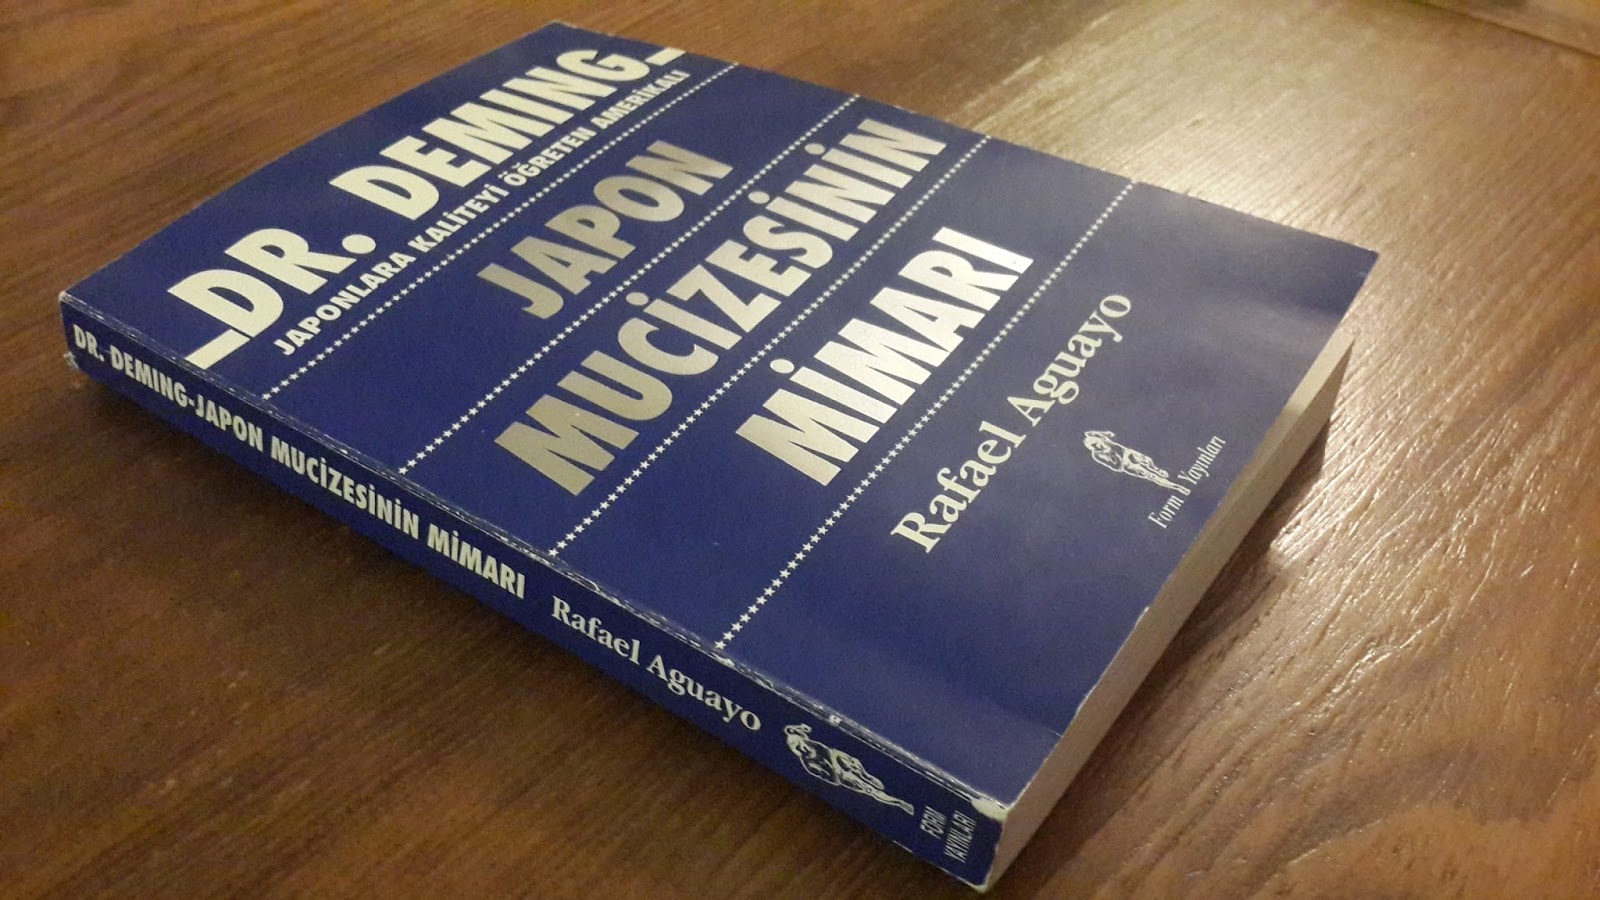 DR. DEMING
JAPONLARA KALİTEYİ ÖĞRETEN AMERİKALI
JAPON
MUCİZESİNİN
MİMARI
Rafael Aguayo
Form Yayınları
DR. DEMING-JAPON MUCİZESİNİN MİMARI Rafael Aguayo
FORM
YAYINLARI